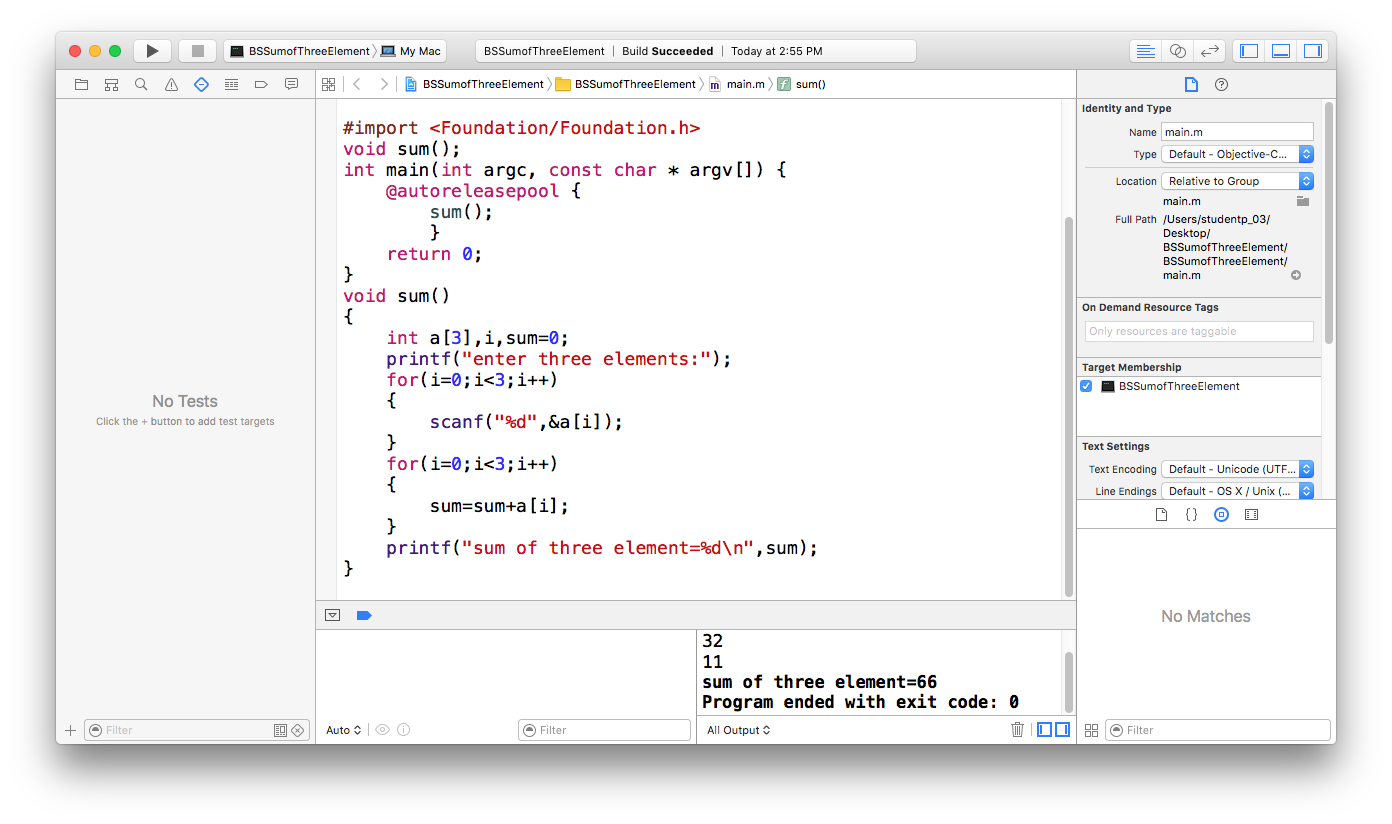 BSSumofThreeElement My Mac
BSSumofThreeElement | Build Succeeded | Today at 2:55 PM
BSSumofThreeElement BSSumofThreeElement m main.m f sum()
No Tests
Click the + button to add test targets
Filter
#import <Foundation/Foundation.h>
void sum();
int main(int argc, const char * argv[]) {
    @autoreleasepool {
        sum();
        }
    return 0;
}
void sum()
{
    int a[3],i,sum=0;
    printf("enter three elements:");
    for(i=0;i<3;i++)
    {
        scanf("%d",&a[i]);
    }
    for(i=0;i<3;i++)
    {
        sum=sum+a[i];
    }
    printf("sum of three element=%d\n",sum);
}
Auto
Filter
32
11
sum of three element=66
Program ended with exit code: 0
All Output
Identity and Type
Name main.m
Type Default - Objective-C...
Location Relative to Group
main.m
Full Path /Users/studentp_03/
Desktop/
BSSumofThreeElement/
BSSumofThreeElement/
main.m
On Demand Resource Tags
Only resources are taggable
Target Membership
BSSumofThreeElement
Text Settings
Text Encoding Default - Unicode (UTF...
Line Endings Default - OS X / Unix (...
{}
No Matches
Filter